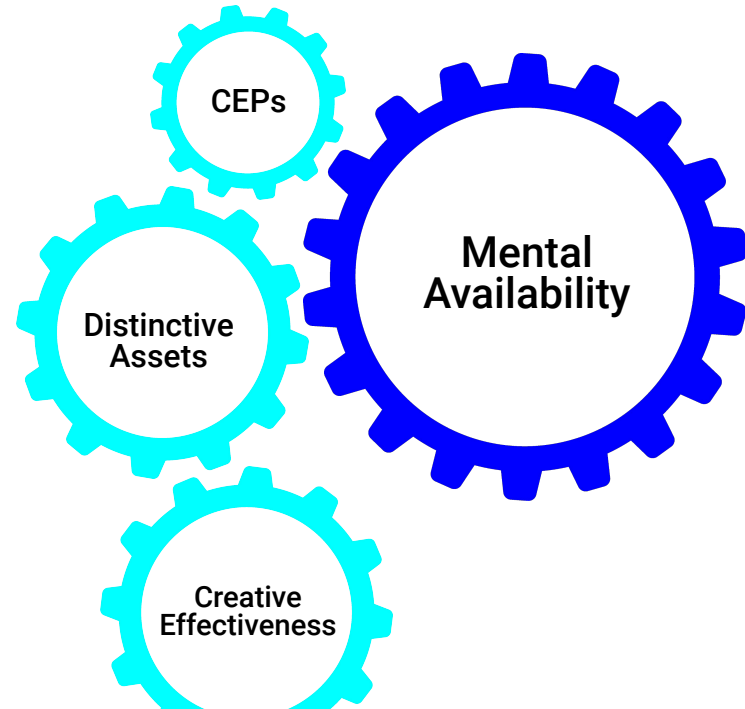 CEPs
Mental
Availability
Distinctive
Assets
Creative
Effectiveness